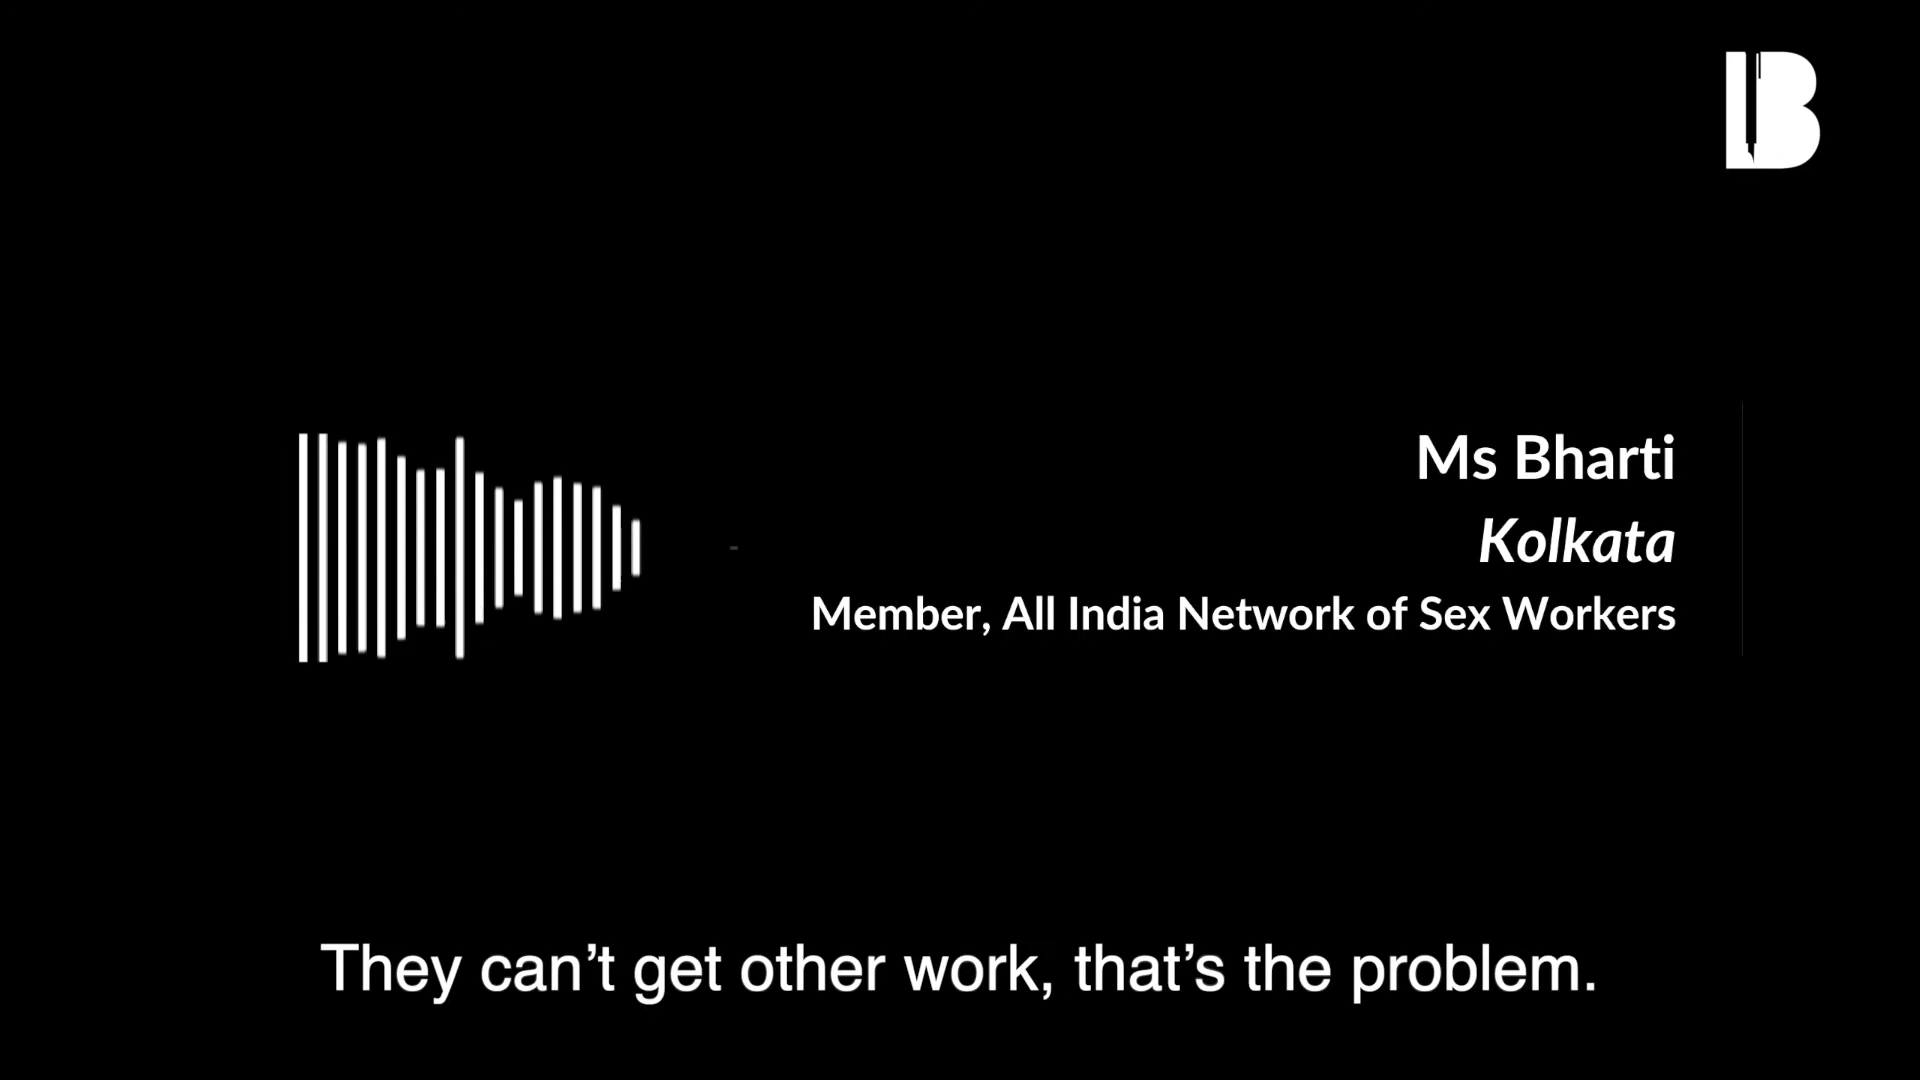 B
Ms Bharti
Kolkata
Member, All India Network of Sex Workers
They can’t get other work, that’s the problem.